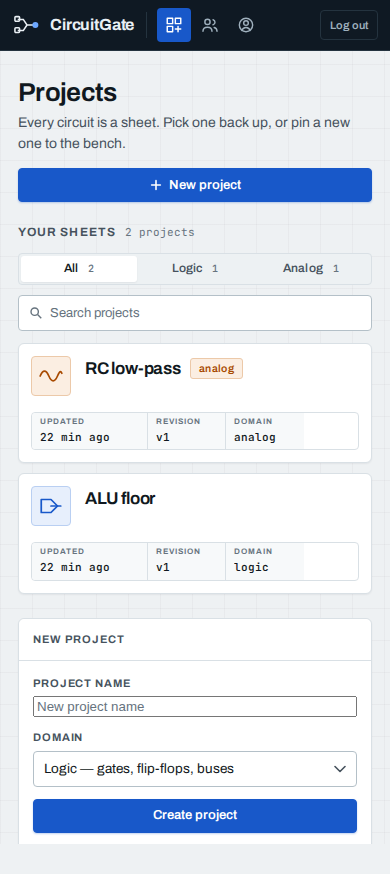 CircuitGate
Log out
Projects
Every circuit is a sheet. Pick one back up, or pin a new
one to the bench.
New project
YOUR SHEETS 2 projects
All 2 Logic 1 Analog 1
Search projects
RC low-pass analog
UPDATED REVISION DOMAIN
22 min ago v1 analog
ALU floor
UPDATED REVISION DOMAIN
22 min ago v1 logic
NEW PROJECT
PROJECT NAME
New project name
DOMAIN
Logic — gates, flip-flops, buses
Create project